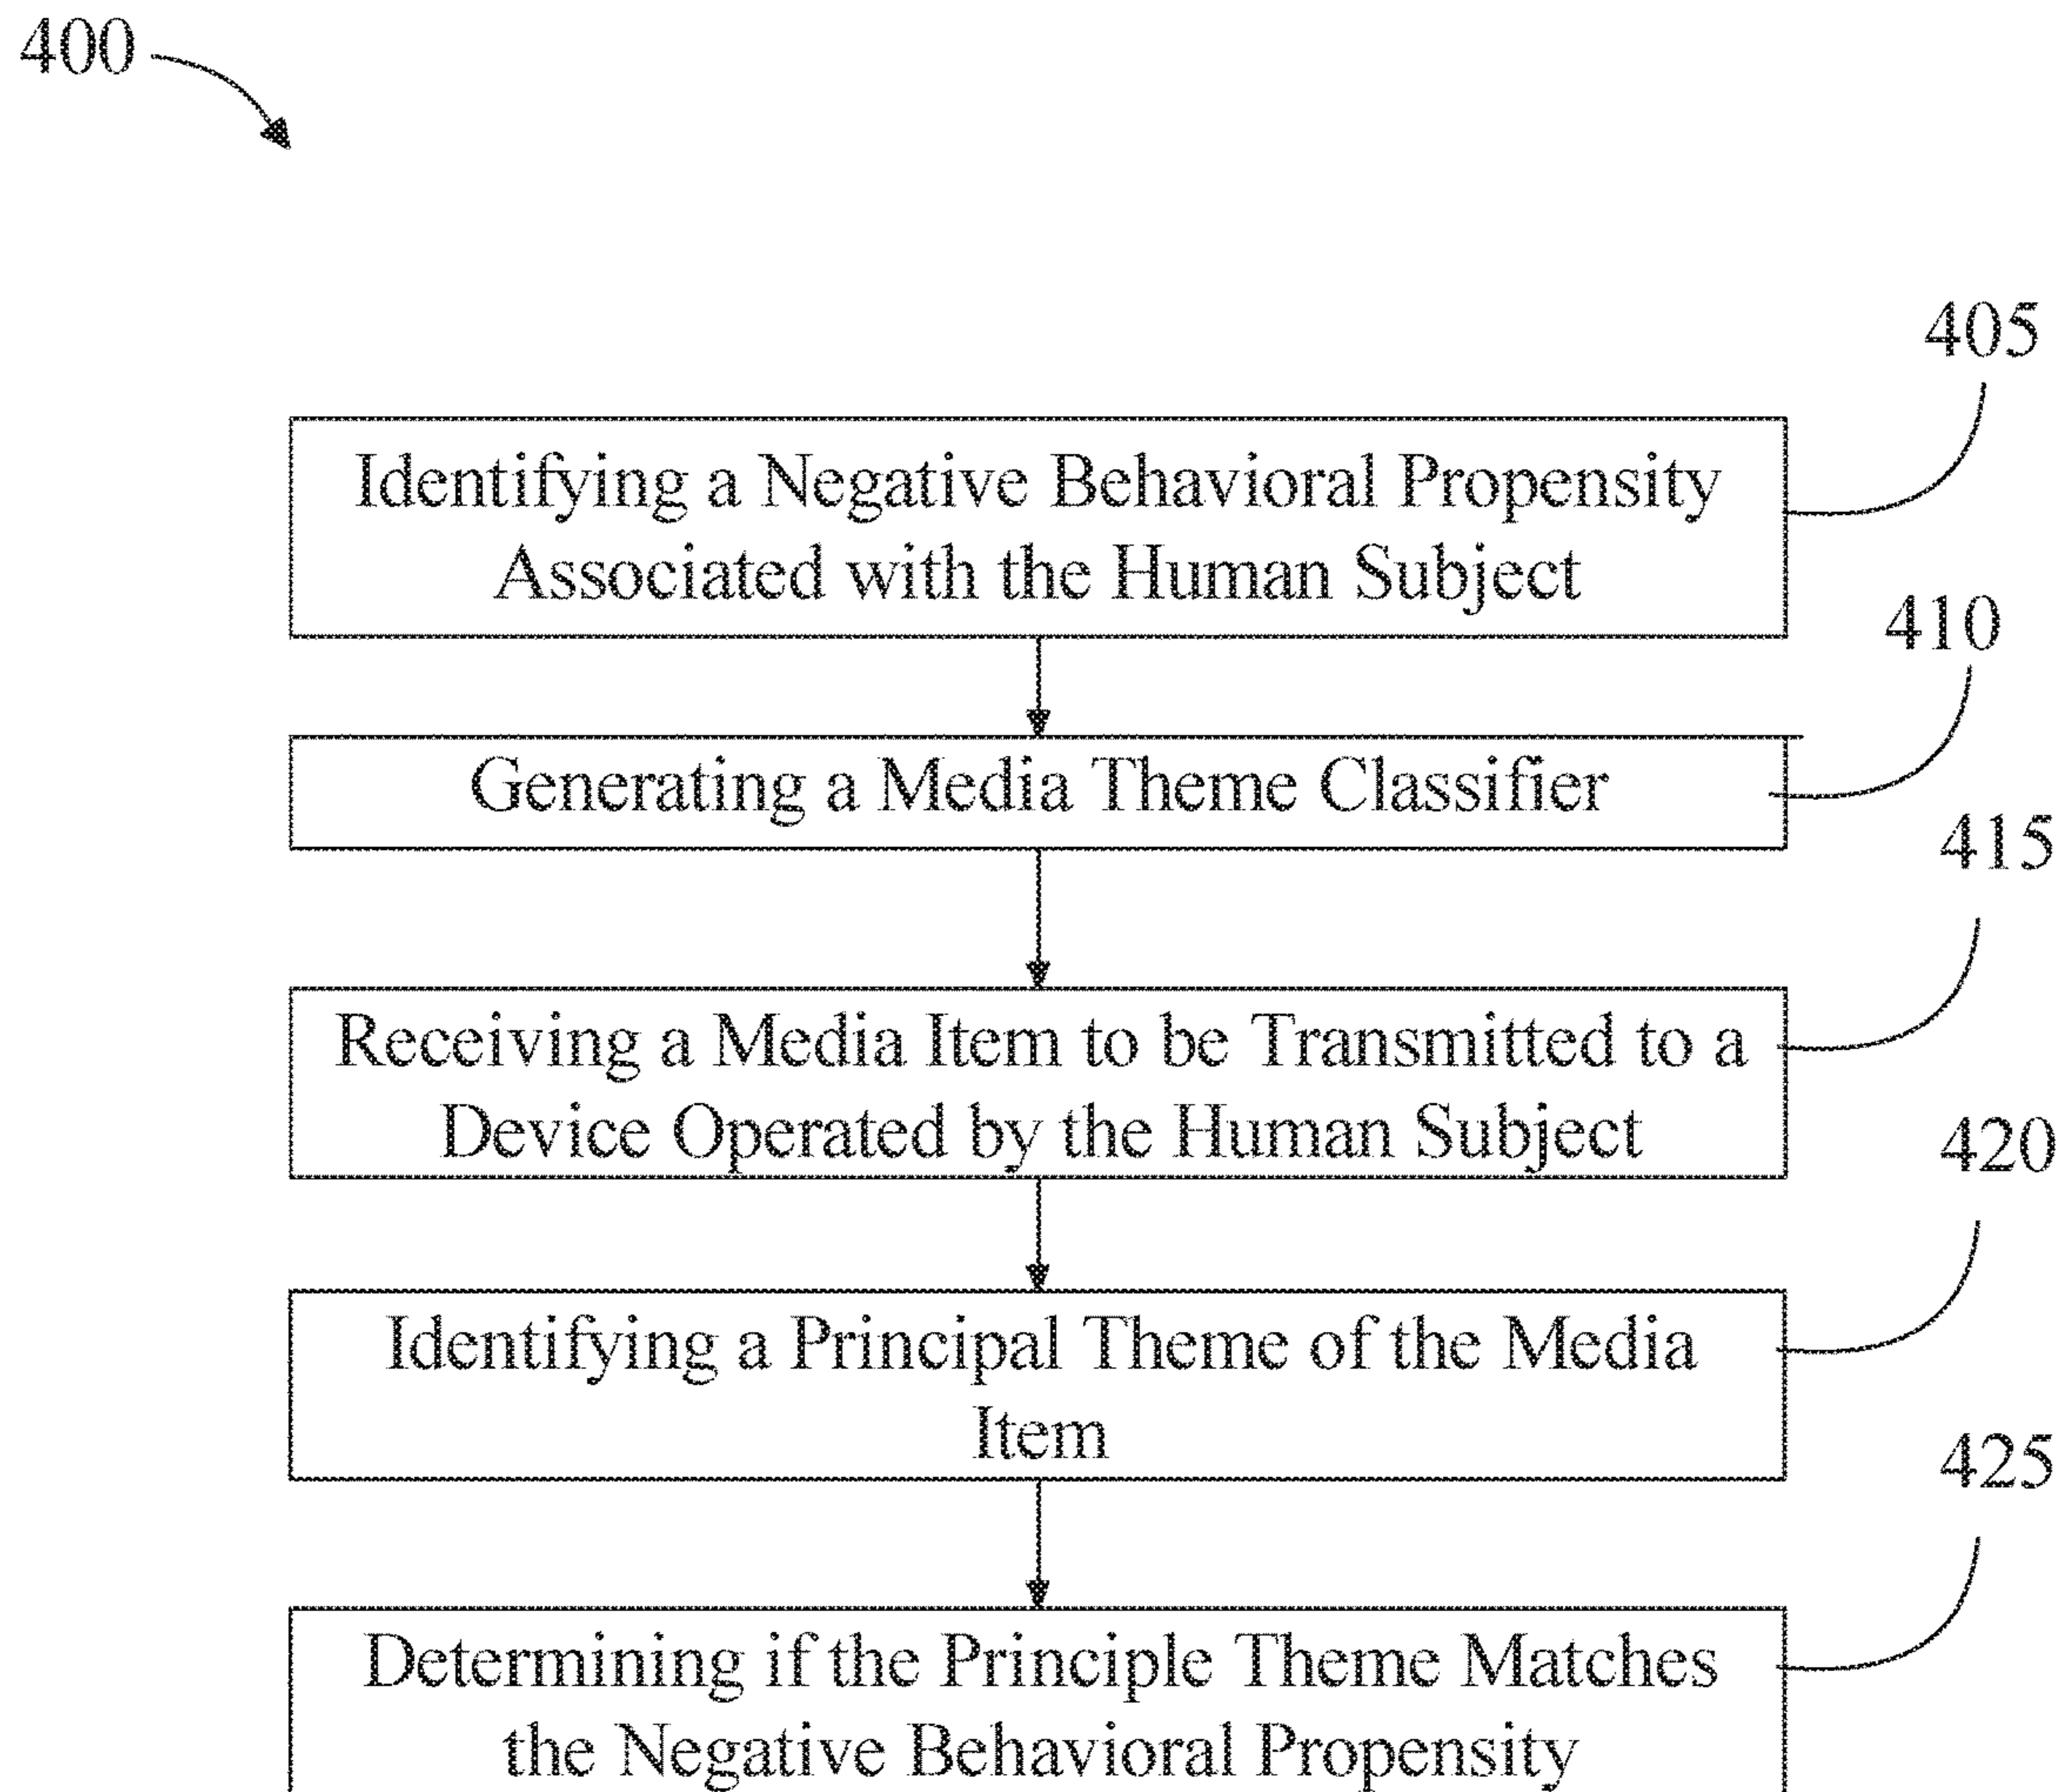 400
405
Identifying a Negative Behavioral Propensity
Associated with the Human Subject
410
Generating a Media Theme Classifier
415
Receiving a Media Item to be Transmitted to a
Device Operated by the Human Subject
420
Identifying a Principal Theme of the Media
Item
425
Determining if the Principle Theme Matches
the Negative Behavioral Propensity